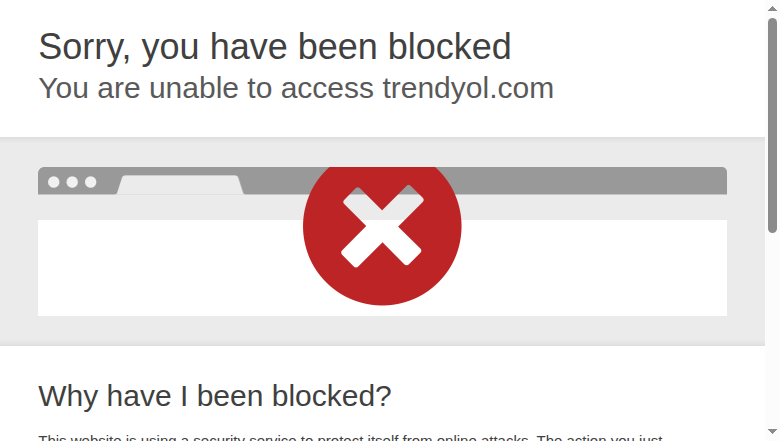 Sorry, you have been blocked
You are unable to access trendyol.com
Why have I been blocked?
This website is using a security service to protect itself from online attacks. The action you just